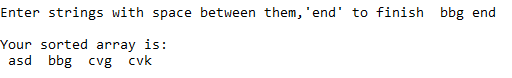 Enter strings with space between them,'end' to finish  bbg end
Your sorted array is:
 asd  bbg  cvg  cvk